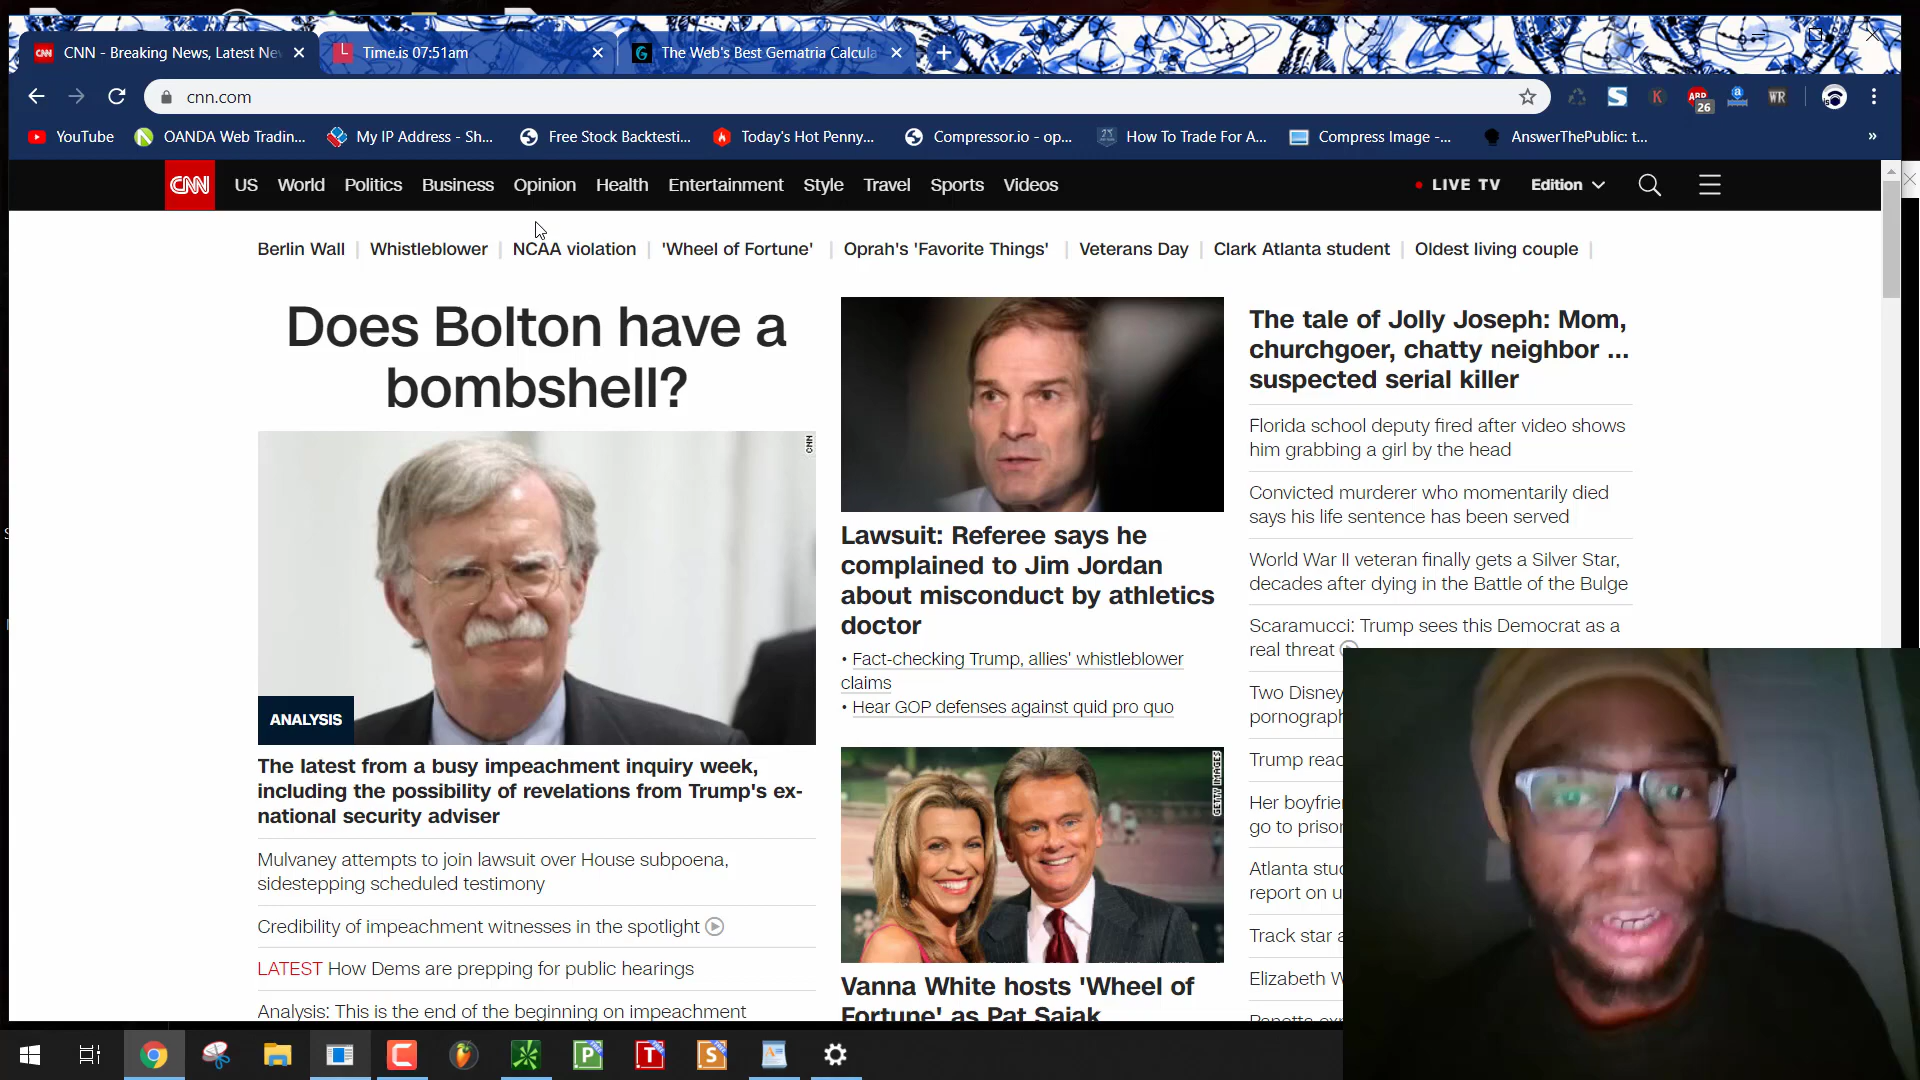 CNN - Breaking News, Latest Ne
Time.is 07:51am
The Web's Best Gematria Calcula
cnn.com
ABP
26
WR
YouTube
OANDA Web Tradin...
My IP Address - Sh...
Free Stock Backtesti...
Today's Hot Penny...
Compressor.io - op...
How To Trade For A...
Compress Image -...
AnswerThePublic: t...
»
CNN
US
World
Politics
Business
Opinion
Health
Entertainment
Style
Travel
Sports
Videos
LIVE TV
Edition
Berlin Wall
Whistleblower
NCAA violation
'Wheel of Fortune'
Oprah's 'Favorite Things'
Veterans Day
Clark Atlanta student
Oldest living couple
Does Bolton have a
bombshell?
CNN
ANALYSIS
The latest from a busy impeachment inquiry week,
including the possibility of revelations from Trump's ex-
national security adviser
Mulvaney attempts to join lawsuit over House subpoena,
sidestepping scheduled testimony
Credibility of impeachment witnesses in the spotlight
LATEST How Dems are prepping for public hearings
Analysis: This is the end of the beginning on impeachment
Lawsuit: Referee says he
complained to Jim Jordan
about misconduct by athletics
doctor
• Fact-checking Trump, allies' whistleblower
claims
• Hear GOP defenses against quid pro quo
GETTY IMAGES
Vanna White hosts 'Wheel of
Fortune' as Pat Sajak
The tale of Jolly Joseph: Mom,
churchgoer, chatty neighbor ...
suspected serial killer
Florida school deputy fired after video shows
him grabbing a girl by the head
Convicted murderer who momentarily died
says his life sentence has been served
World War II veteran finally gets a Silver Star,
decades after dying in the Battle of the Bulge
Scaramucci: Trump sees this Democrat as a
real threat
Two Disney
pornograph
Trump reac
Her boyfrie
go to prison
Atlanta stud
report on u
Track star a
Elizabeth W